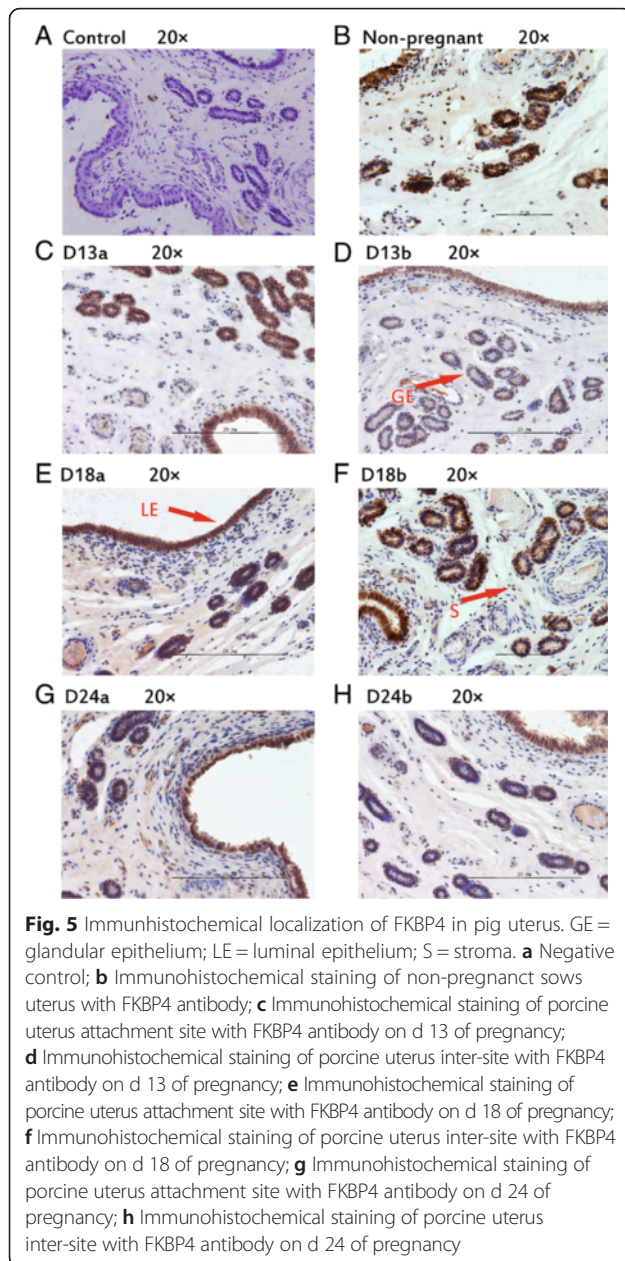 A Control 20×
B Non-pregnant 20×
C D13a 20×
D D13b 20×
GE
E D18a 20×
LE
F D18b 20×
S
G D24a 20×
H D24b 20×
Fig. 5 Immunhistochemical localization of FKBP4 in pig uterus. GE =
glandular epithelium; LE = luminal epithelium; S = stroma. a Negative
control; b Immunohistochemical staining of non-pregnanct sows
uterus with FKBP4 antibody; c Immunohistochemical staining of porcine
uterus attachment site with FKBP4 antibody on d 13 of pregnancy;
d Immunohistochemical staining of porcine uterus inter-site with FKBP4
antibody on d 13 of pregnancy; e Immunohistochemical staining of
porcine uterus attachment site with FKBP4 antibody on d 18 of pregnancy;
f Immunohistochemical staining of porcine uterus inter-site with FKBP4
antibody on d 18 of pregnancy; g Immunohistochemical staining of
porcine uterus attachment site with FKBP4 antibody on d 24 of
pregnancy; h Immunohistochemical staining of porcine uterus
inter-site with FKBP4 antibody on d 24 of pregnancy